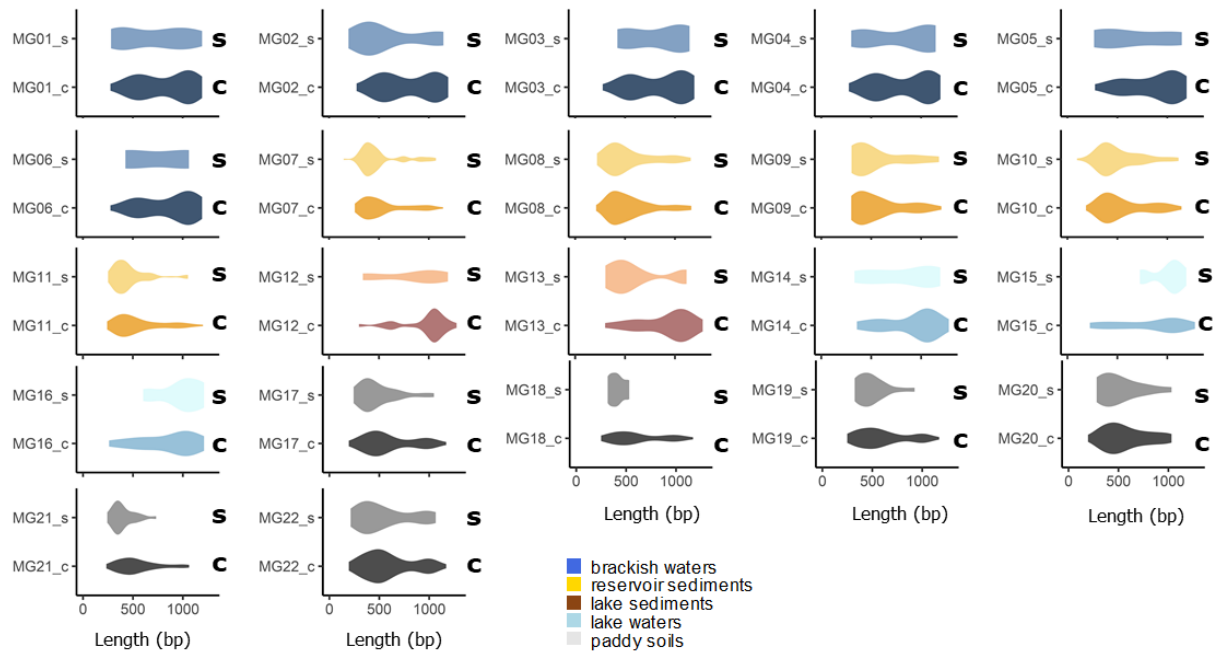 MG01_s S MG02_s S MG03_s S MG04_s S MG05_s S
MG01_c C MG02_c C MG03_c C MG04_c C MG05_c C
MG06_s S MG07_s S MG08_s S MG09_s S MG10_s S
MG06_c C MG07_c C MG08_c C MG09_c C MG10_c C
MG11_s S MG12_s S MG13_s S MG14_s S MG15_s S
MG11_c C MG12_c C MG13_c C MG14_c C MG15_c C
MG16_s S MG17_s S MG18_s S MG19_s S MG20_s S
MG16_c C MG17_c C MG18_c C MG19_c C MG20_c C
0 500 1000 0 500 1000 0 500 1000
Length (bp) Length (bp) Length (bp)
MG21_s S MG22_s S
MG21_c C MG22_c C
0 500 1000 0 500 1000
Length (bp) Length (bp)
brackish waters
reservoir sediments
lake sediments
lake waters
paddy soils